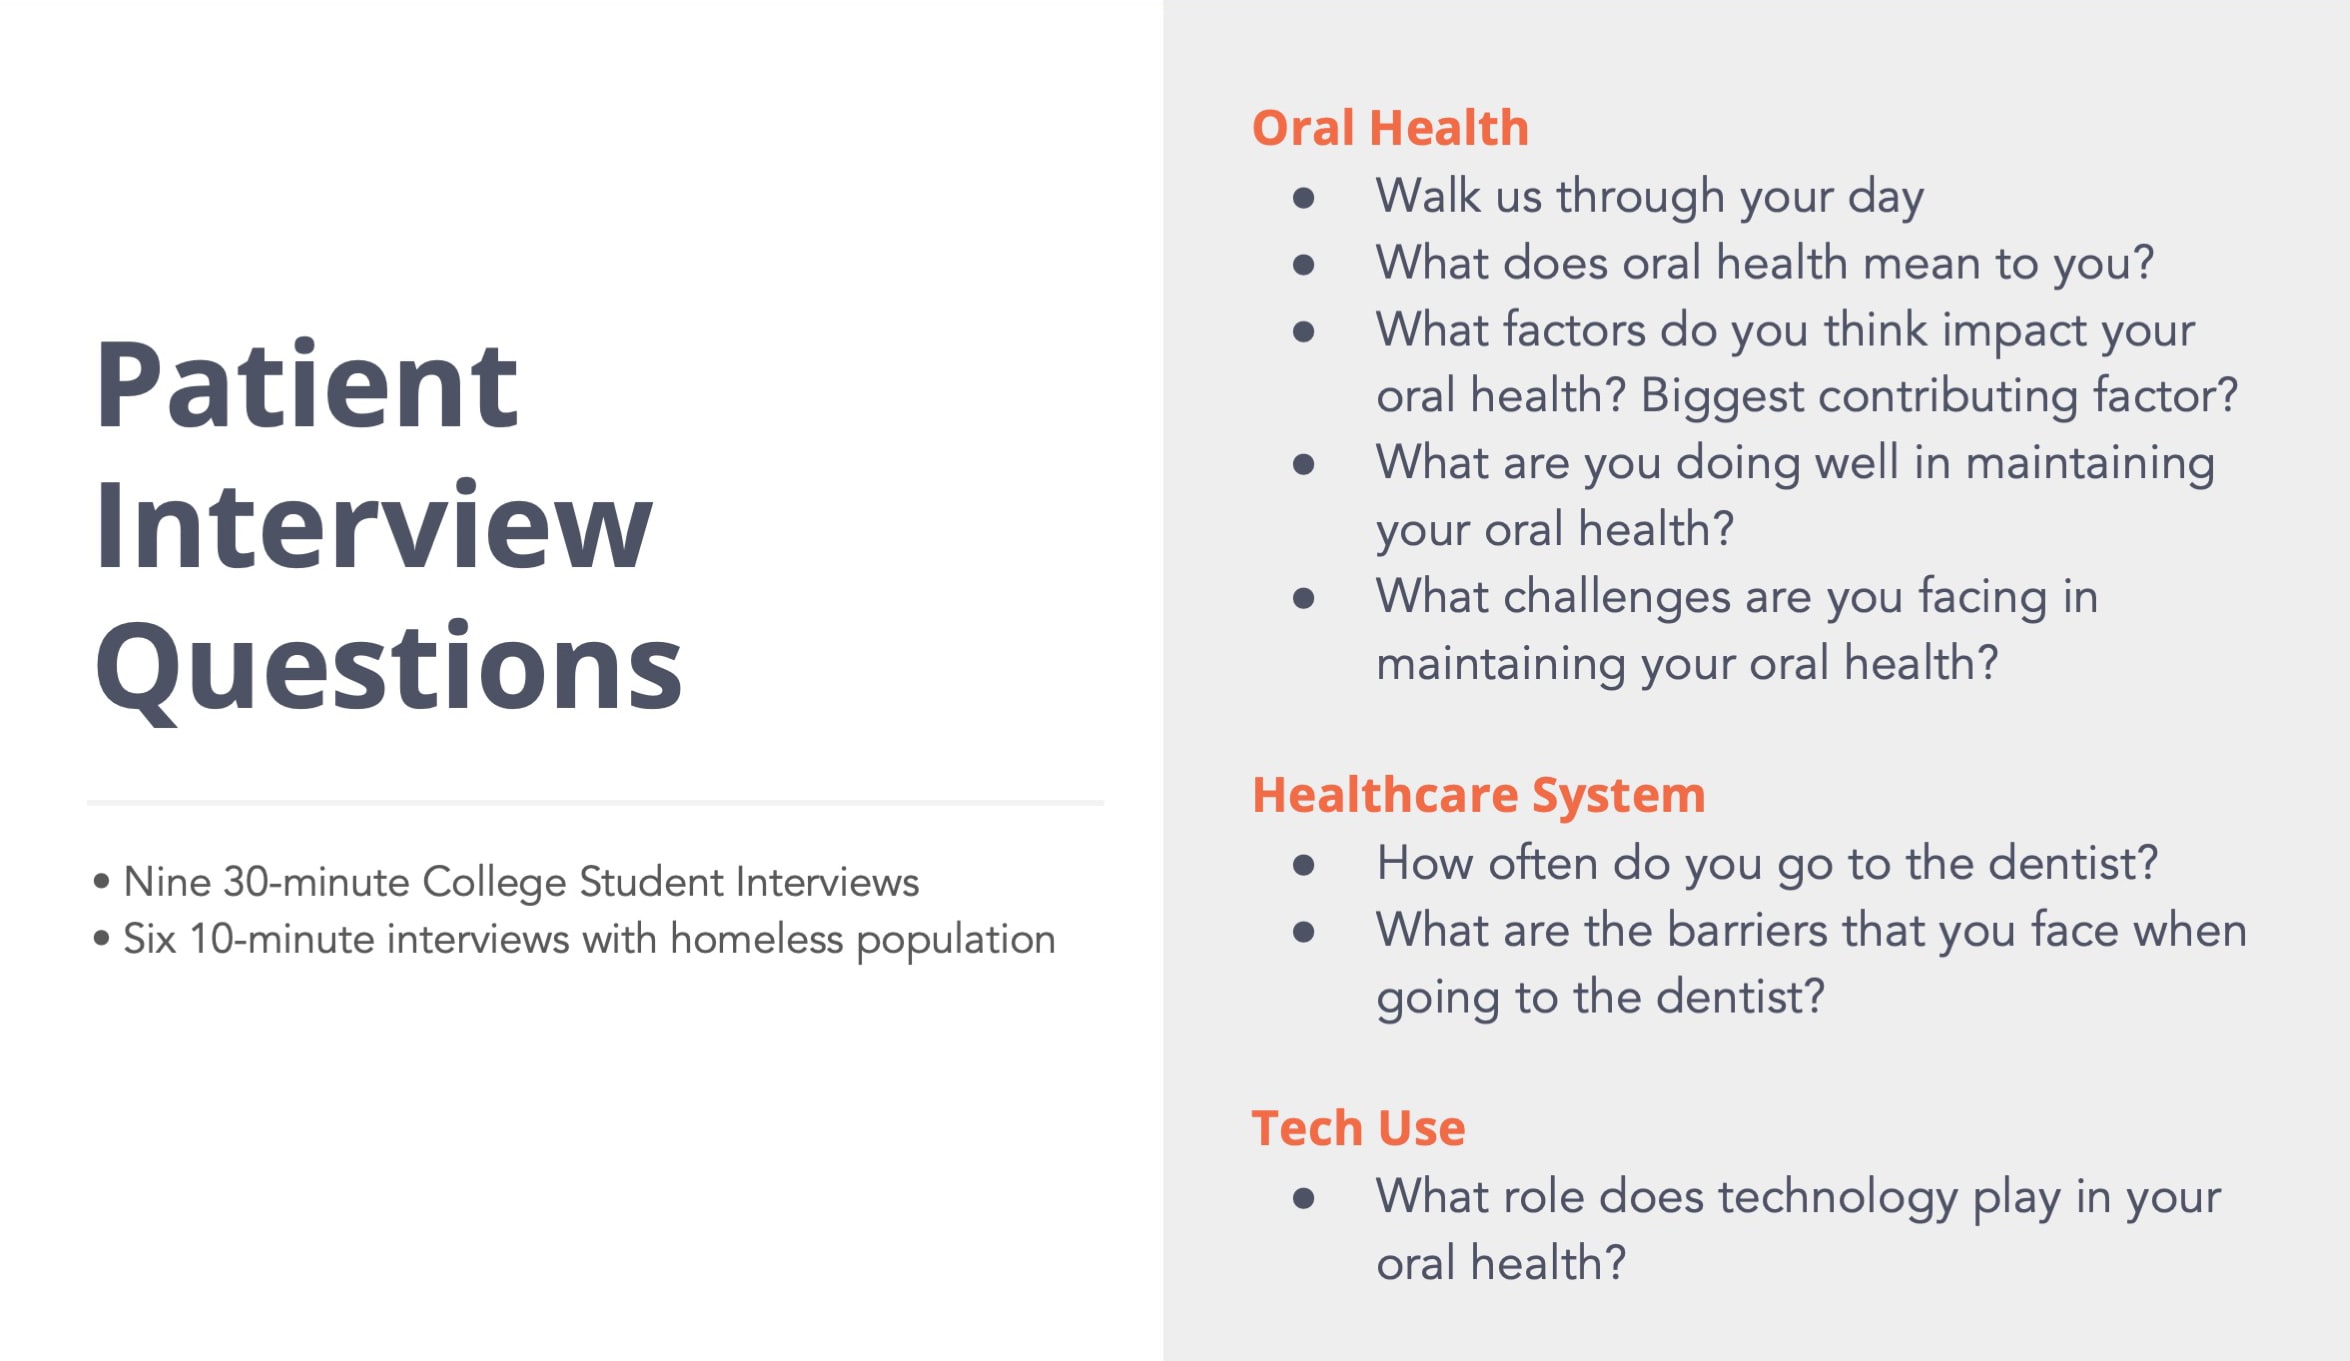 Patient
Interview
Questions
• Nine 30-minute College Student Interviews
• Six 10-minute interviews with homeless population
Oral Health
● Walk us through your day
● What does oral health mean to you?
● What factors do you think impact your
oral health? Biggest contributing factor?
● What are you doing well in maintaining
your oral health?
● What challenges are you facing in
maintaining your oral health?
Healthcare System
● How often do you go to the dentist?
● What are the barriers that you face when
going to the dentist?
Tech Use
● What role does technology play in your
oral health?